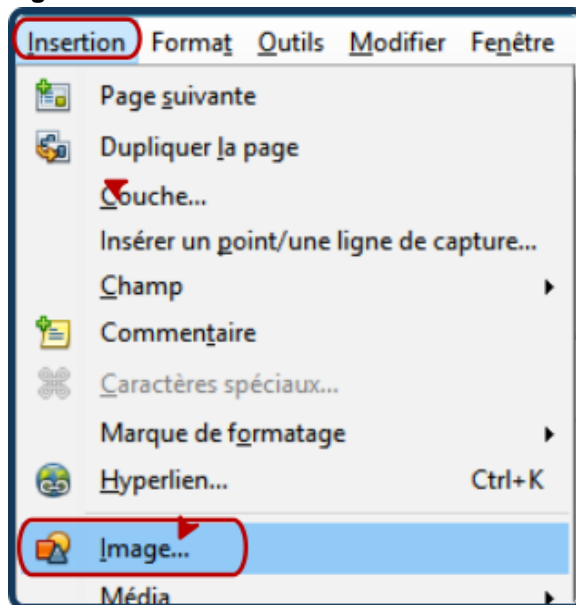 Insertion Format Outils Modifier Fenêtre
Page suivante
Dupliquer la page
Couche...
Insérer un point/une ligne de capture...
Champ
Commentaire
Caractères spéciaux...
Marque de formatage
Hyperlien... Ctrl+K
Image...
Média